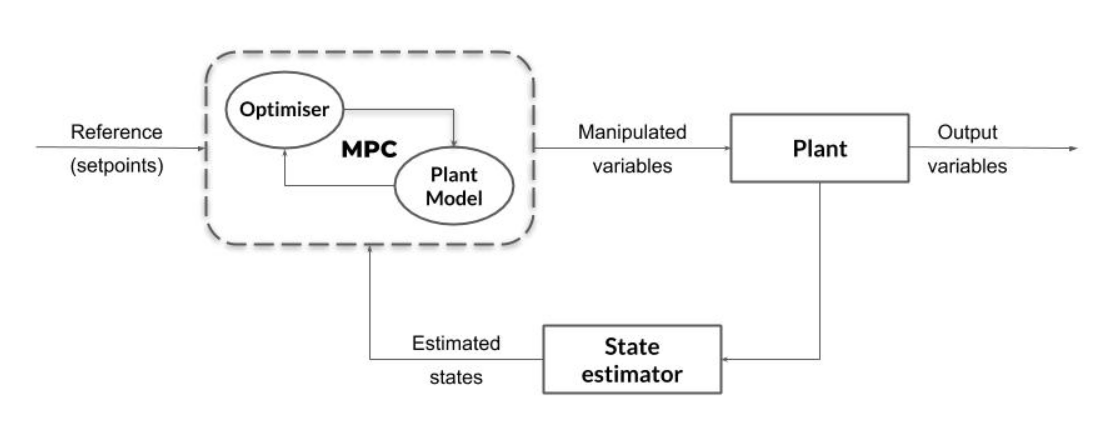 Reference
(setpoints)
Optimiser
MPC
Plant
Model
Manipulated
variables
Plant
Output
variables
Estimated
states
State
estimator